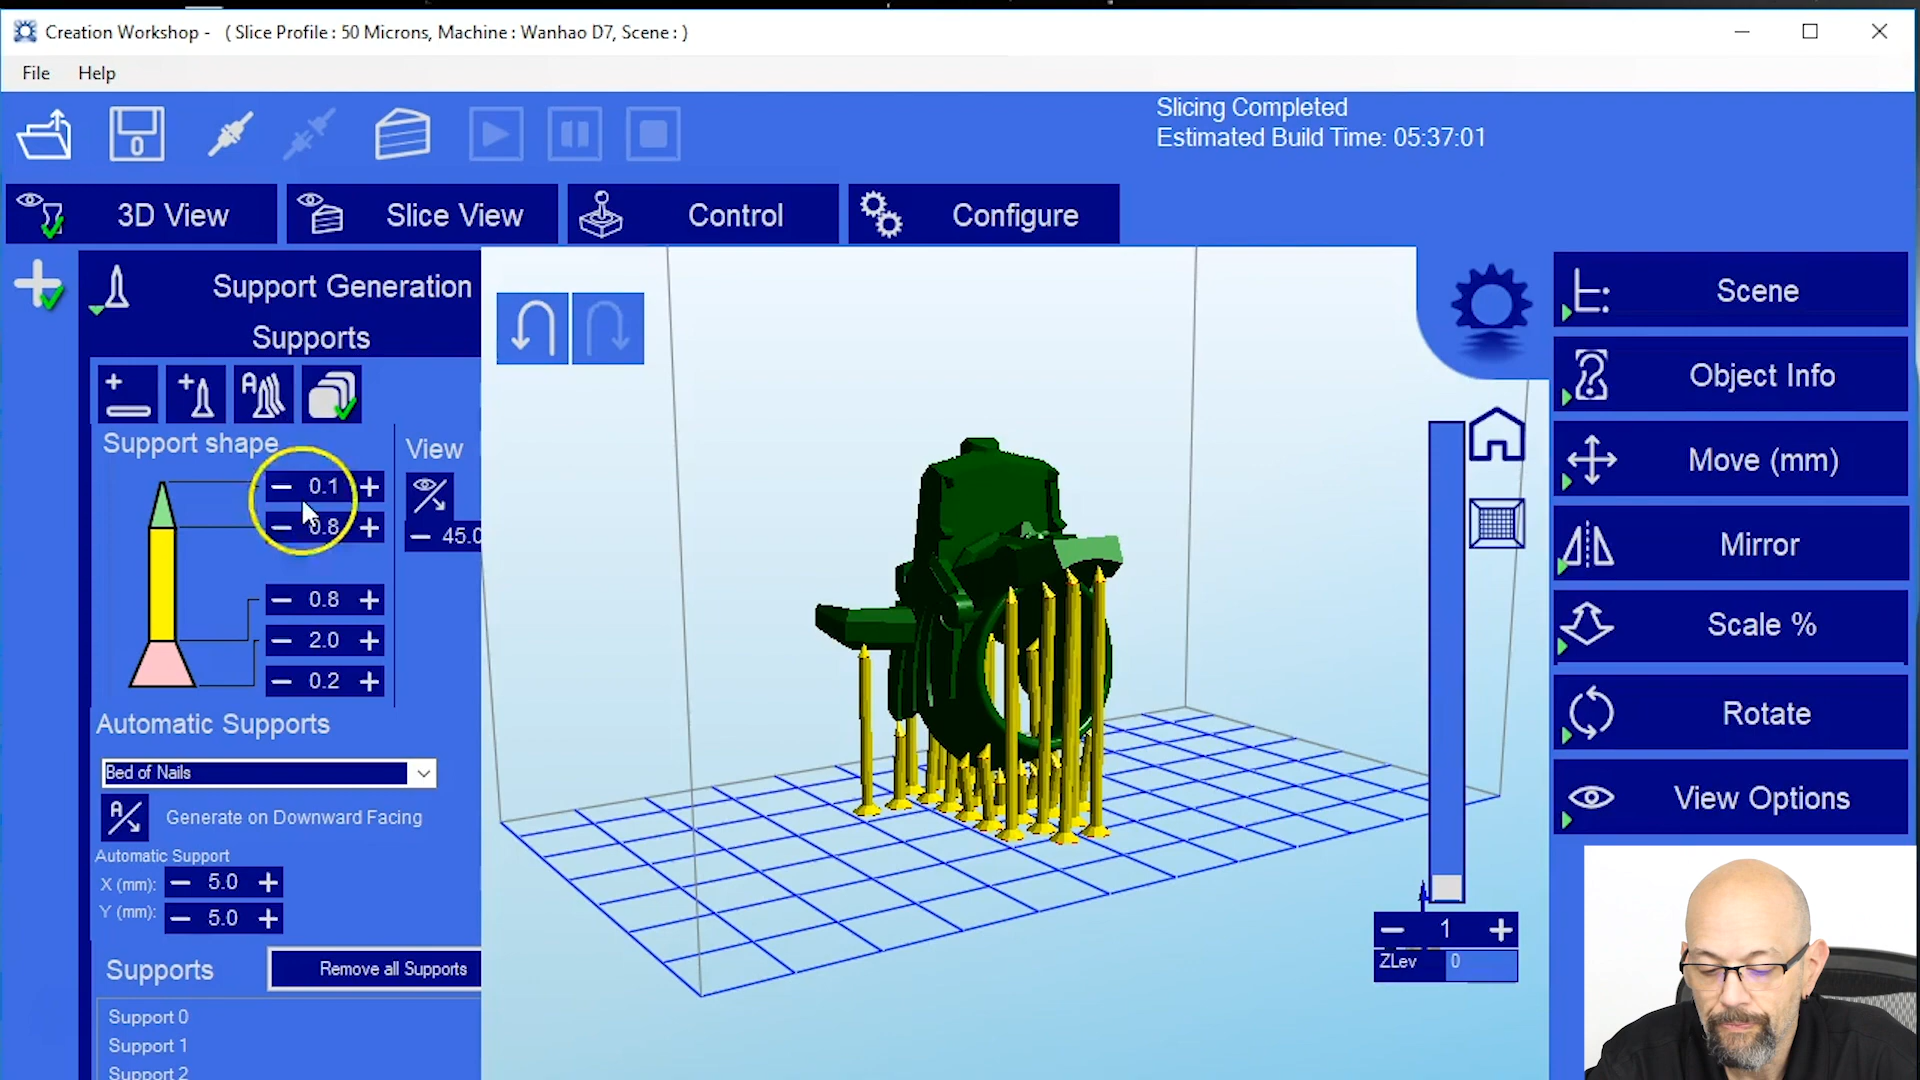 Creation Workshop - ( Slice Profile : 50 Microns, Machine : Wanhao D7, Scene : )
File Help
Slicing Completed
Estimated Build Time: 05:37:01
3D View
Slice View
Control
Configure
Support Generation
Supports
Support shape
View
0.1
0.8
45.0
0.8
2.0
0.2
Automatic Supports
Bed of Nails
Generate on Downward Facing
Automatic Support
X (mm): 5.0
Y (mm): 5.0
Supports
Remove all Supports
Support 0
Support 1
Support 2
Scene
Object Info
Move (mm)
Mirror
Scale %
Rotate
View Options
1
ZLev 0